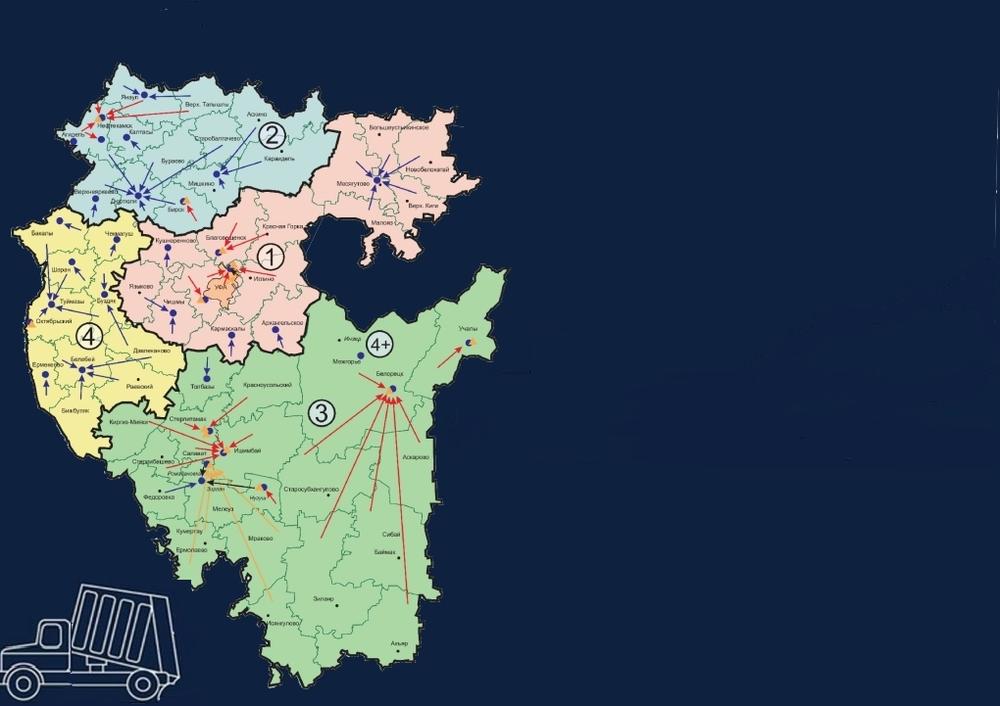 Янаул
Верх. Татышлы
Нефтекамск
Аскино
Агидель
Калтасы
2
Большеустьикинское
Старобалтачево
Бураево
Караидель
Новобелокатай
Мишкино
Месягутово
Верхнеяркеево
Дюртюли
Бирск
Верх. Киги
Малояз
Бакалы
Чекмагуш
Кушнаренково
Благовещенск
Красная Горка
1
Шаран
Языково
УФА
Иглино
Туймазы
Буздяк
Чишмы
Октябрьский
Кармаскалы
Архангельское
Учалы
4
Инзер
4+
Давлеканово
Межгорье
Ермекеево
Белебей
Белорецк
Раевский
Толбазы
Красноусольский
Бижбуляк
3
Киргиз-Мияки
Стерлитамак
Салават
Ишимбай
Аскарово
Стерлибашево
Федоровка
Зирган
Старосубхангулово
Нугуш
Мелеуз
Кумертау
Мраково
Сибай
Ермолаево
Баймак
Зилаир
Исянгулово
Акъяр